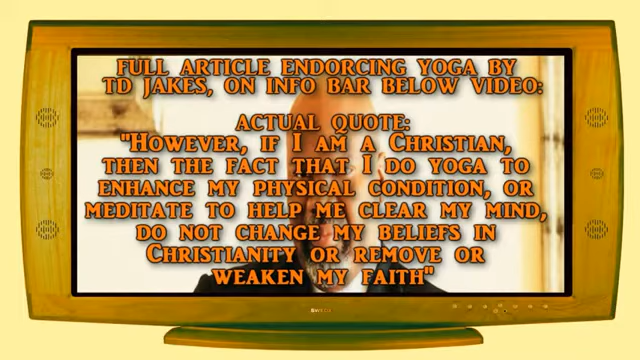 FULL ARTICLE ENDORCING YOGA BY
TD JAKES, ON INFO BAR BELOW VIDEO:
ACTUAL QUOTE:
"HOWEVER, IF I AM A CHRISTIAN,
THEN THE FACT THAT I DO YOGA TO
ENHANCE MY PHYSICAL CONDITION, OR
MEDITATE TO HELP ME CLEAR MY MIND,
DO NOT CHANGE MY BELIEFS IN
CHRISTIANITY OR REMOVE OR
WEAKEN MY FAITH"